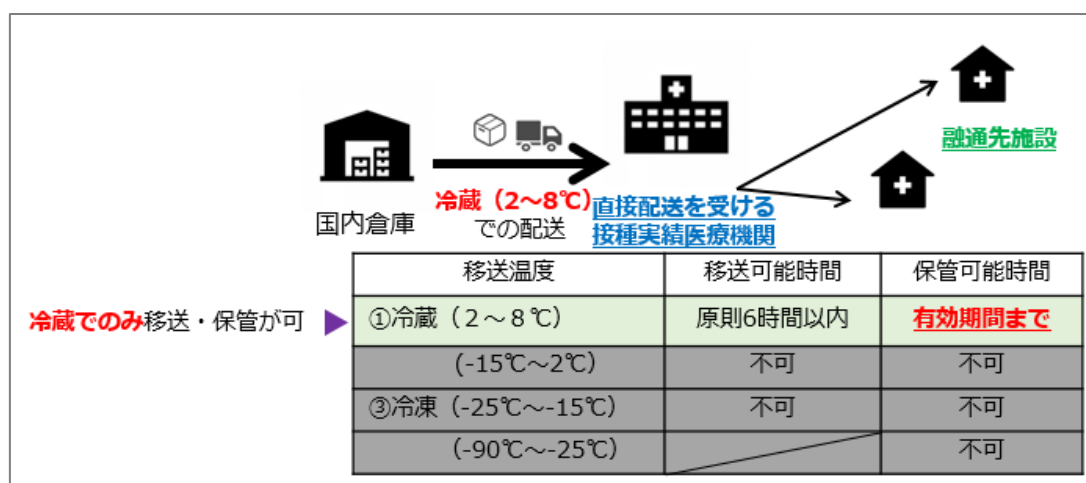 融通先施設
国内倉庫
冷蔵（2～8℃）
での配送
直接配送を受ける
接種実績医療機関
移送温度 移送可能時間 保管可能時間
冷蔵でのみ移送・保管が可
①冷蔵（２～８℃） 原則6時間以内 有効期間まで
(-15℃～2℃) 不可 不可
③冷凍（-25℃～-15℃） 不可 不可
(-90℃～-25℃) 不可